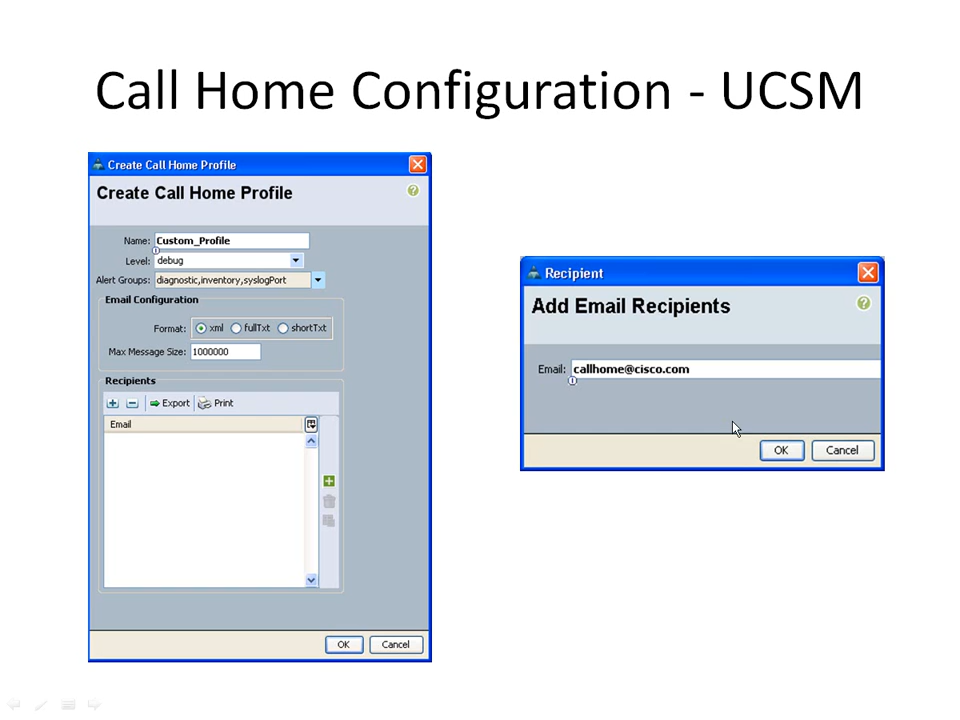 Call Home Configuration - UCSM
Create Call Home Profile
Create Call Home Profile
Name: Custom_Profile
Level: debug
Alert Groups: diagnostic,inventory,syslogPort
Email Configuration
Format: xml fullTxt shortTxt
Max Message Size: 1000000
Recipients
Export Print
Email
OK Cancel
Recipient
Add Email Recipients
Email: callhome@cisco.com
OK Cancel